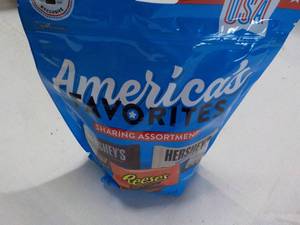 USA
America's
FAVORITES
SHARING ASSORTMENT
HERSHEY'S
HERSHEY'S
Reese's